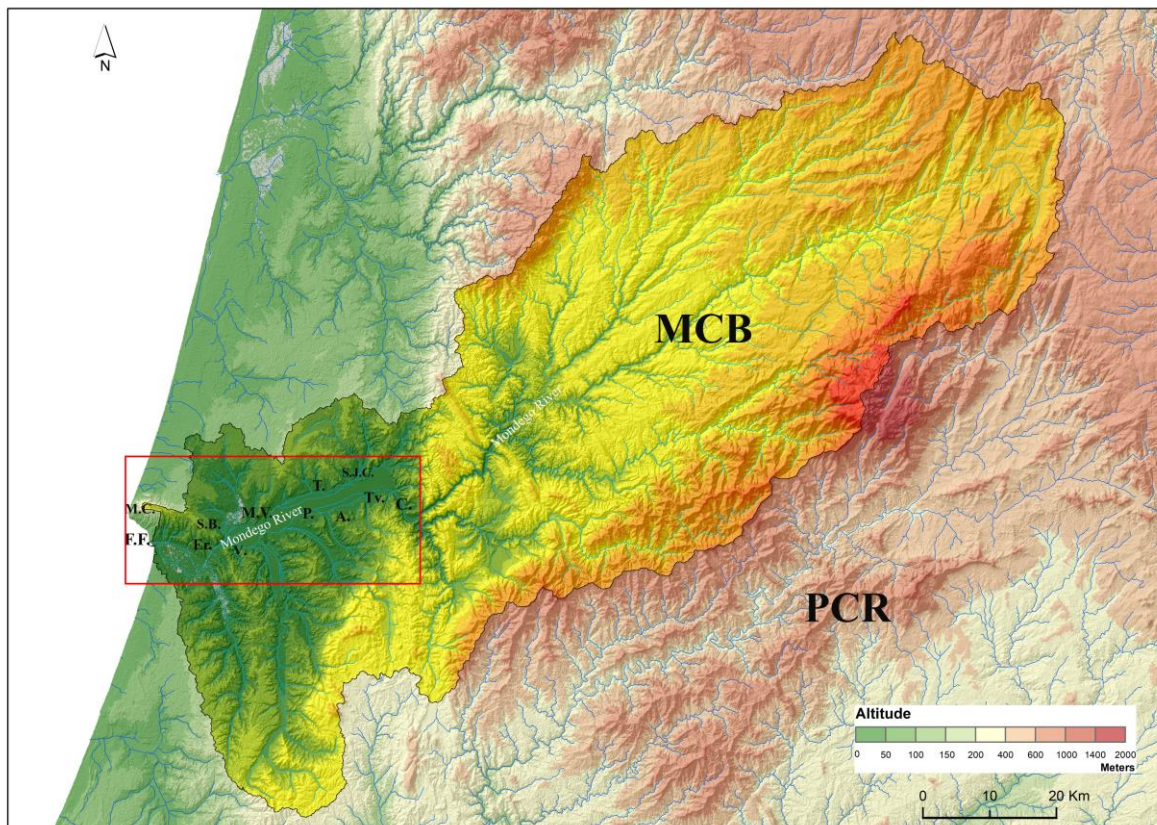 N
MCB
Mondego River
S.J.C.
T.
Tv.
C.
M.C.
M.V.
P.
A.
S.B.
Mondego River
F.F.
Er.
V.
PCR
Altitude
0 50 100 150 200 400 600 1000 1400 2000
Meters
0 10 20 Km